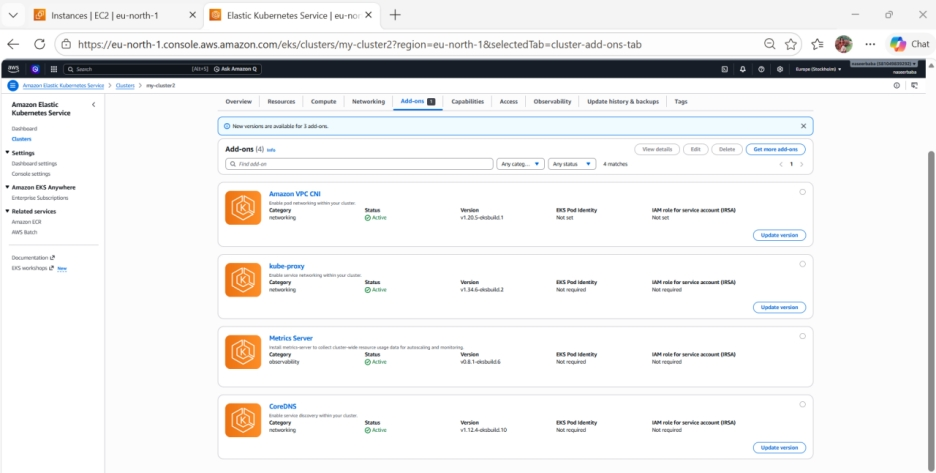 Instances | EC2 | eu-north-1
Elastic Kubernetes Service | eu-nor
https://eu-north-1.console.aws.amazon.com/eks/clusters/my-cluster2?region=eu-north-1&selectedTab=cluster-add-ons-tab
Chat
aws
Search
[Alt+S]
Ask Amazon Q
Europe (Stockholm)
Amazon Elastic Kubernetes Service > Clusters > my-cluster2
Amazon Elastic
Kubernetes Service
Dashboard
Clusters
Settings
Dashboard settings
Console settings
Amazon EKS Anywhere
Enterprise Subscriptions
Related services
Amazon ECR
AWS Batch
Documentation
EKS workshops New
Overview Resources Compute Networking Add-ons 1 Capabilities Access Observability Update history & backups Tags
New versions are available for 3 add-ons.
Add-ons (4) Info
View details Edit Delete Get more add-ons
Find add-on
Any categ... Any status 4 matches
1
Amazon VPC CNI
Enable pod networking within your cluster.
Category Status Version EKS Pod Identity IAM role for service account (IRSA)
networking Active v1.20.5-eksbuild.1 Not set Not set
Update version
kube-proxy
Enable service networking within your cluster.
Category Status Version EKS Pod Identity IAM role for service account (IRSA)
networking Active v1.34.6-eksbuild.2 Not required Not required
Update version
Metrics Server
Install metrics-server to collect cluster-wide resource usage data for autoscaling and monitoring.
Category Status Version EKS Pod Identity IAM role for service account (IRSA)
observability Active v0.8.1-eksbuild.6 Not required Not required
CoreDNS
Enable service discovery within your cluster.
Category Status Version EKS Pod Identity IAM role for service account (IRSA)
networking Active v1.12.4-eksbuild.10 Not required Not required
Update version